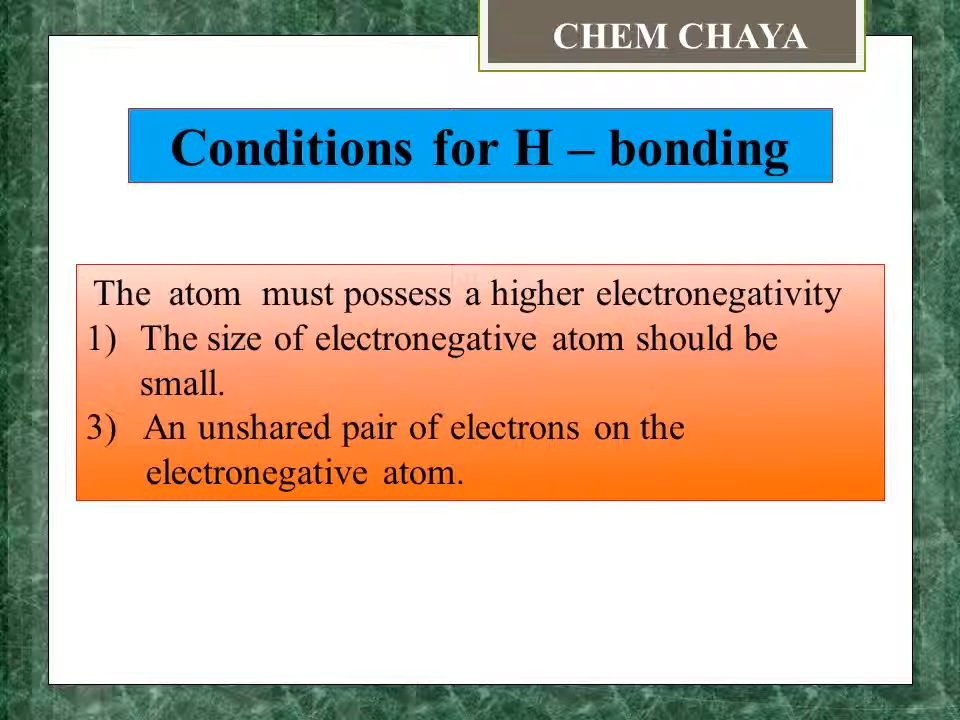 CHEM CHAYA
Conditions for H – bonding
The atom must possess a higher electronegativity
1) The size of electronegative atom should be
small.
3) An unshared pair of electrons on the
electronegative atom.